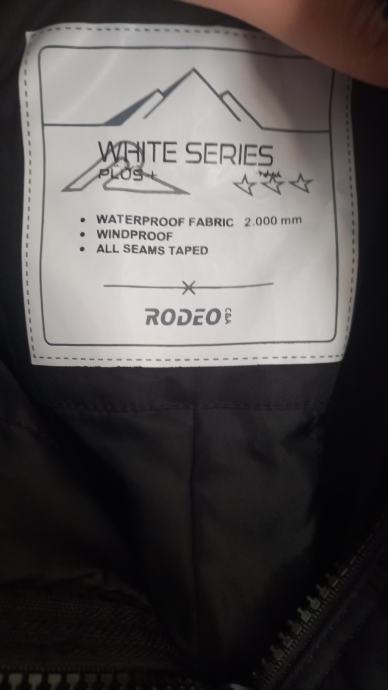 WHITE SERIES
PLUS+
• WATERPROOF FABRIC 2.000 mm
• WINDPROOF
• ALL SEAMS TAPED
RODEO C&A